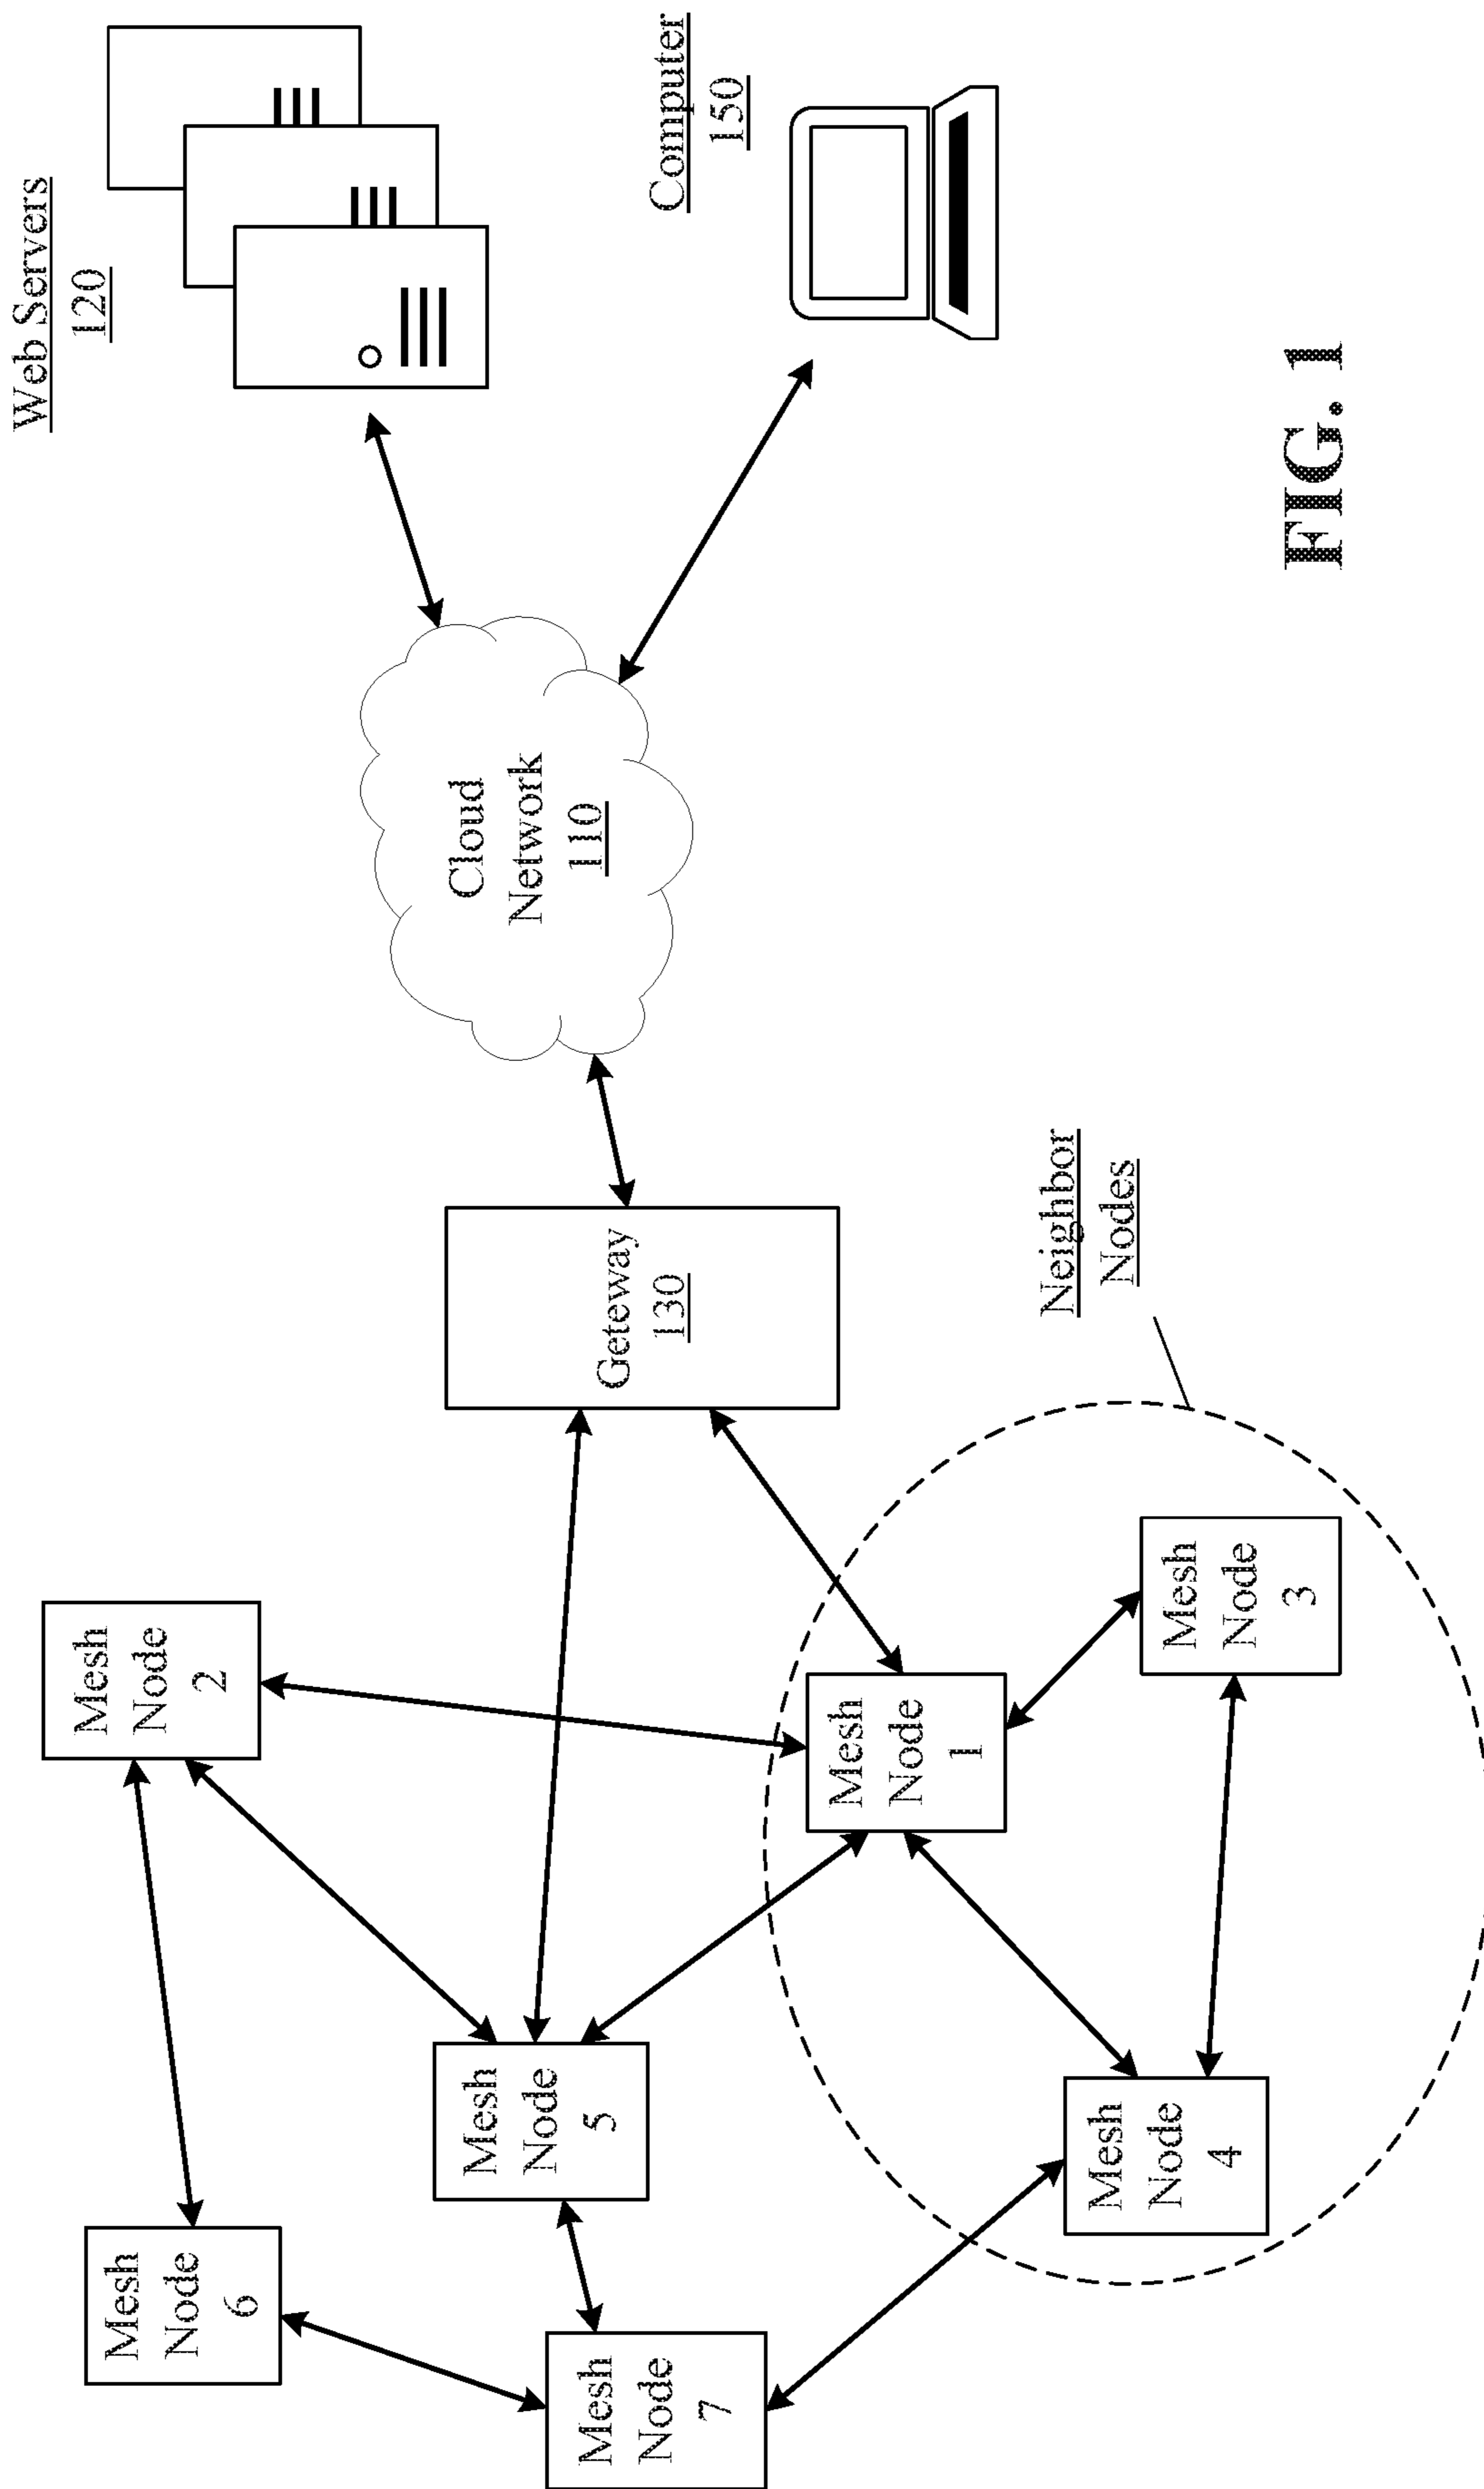 Mesh
Node
6
Mesh
Node
2
Web Servers
120
Mesh
Node
5
Mesh
Node
7
Geteway
130
Cloud
Network
110
Computer
150
Mesh
Node
1
Mesh
Node
4
Mesh
Node
3
Neighbor
Nodes
FIG. 1